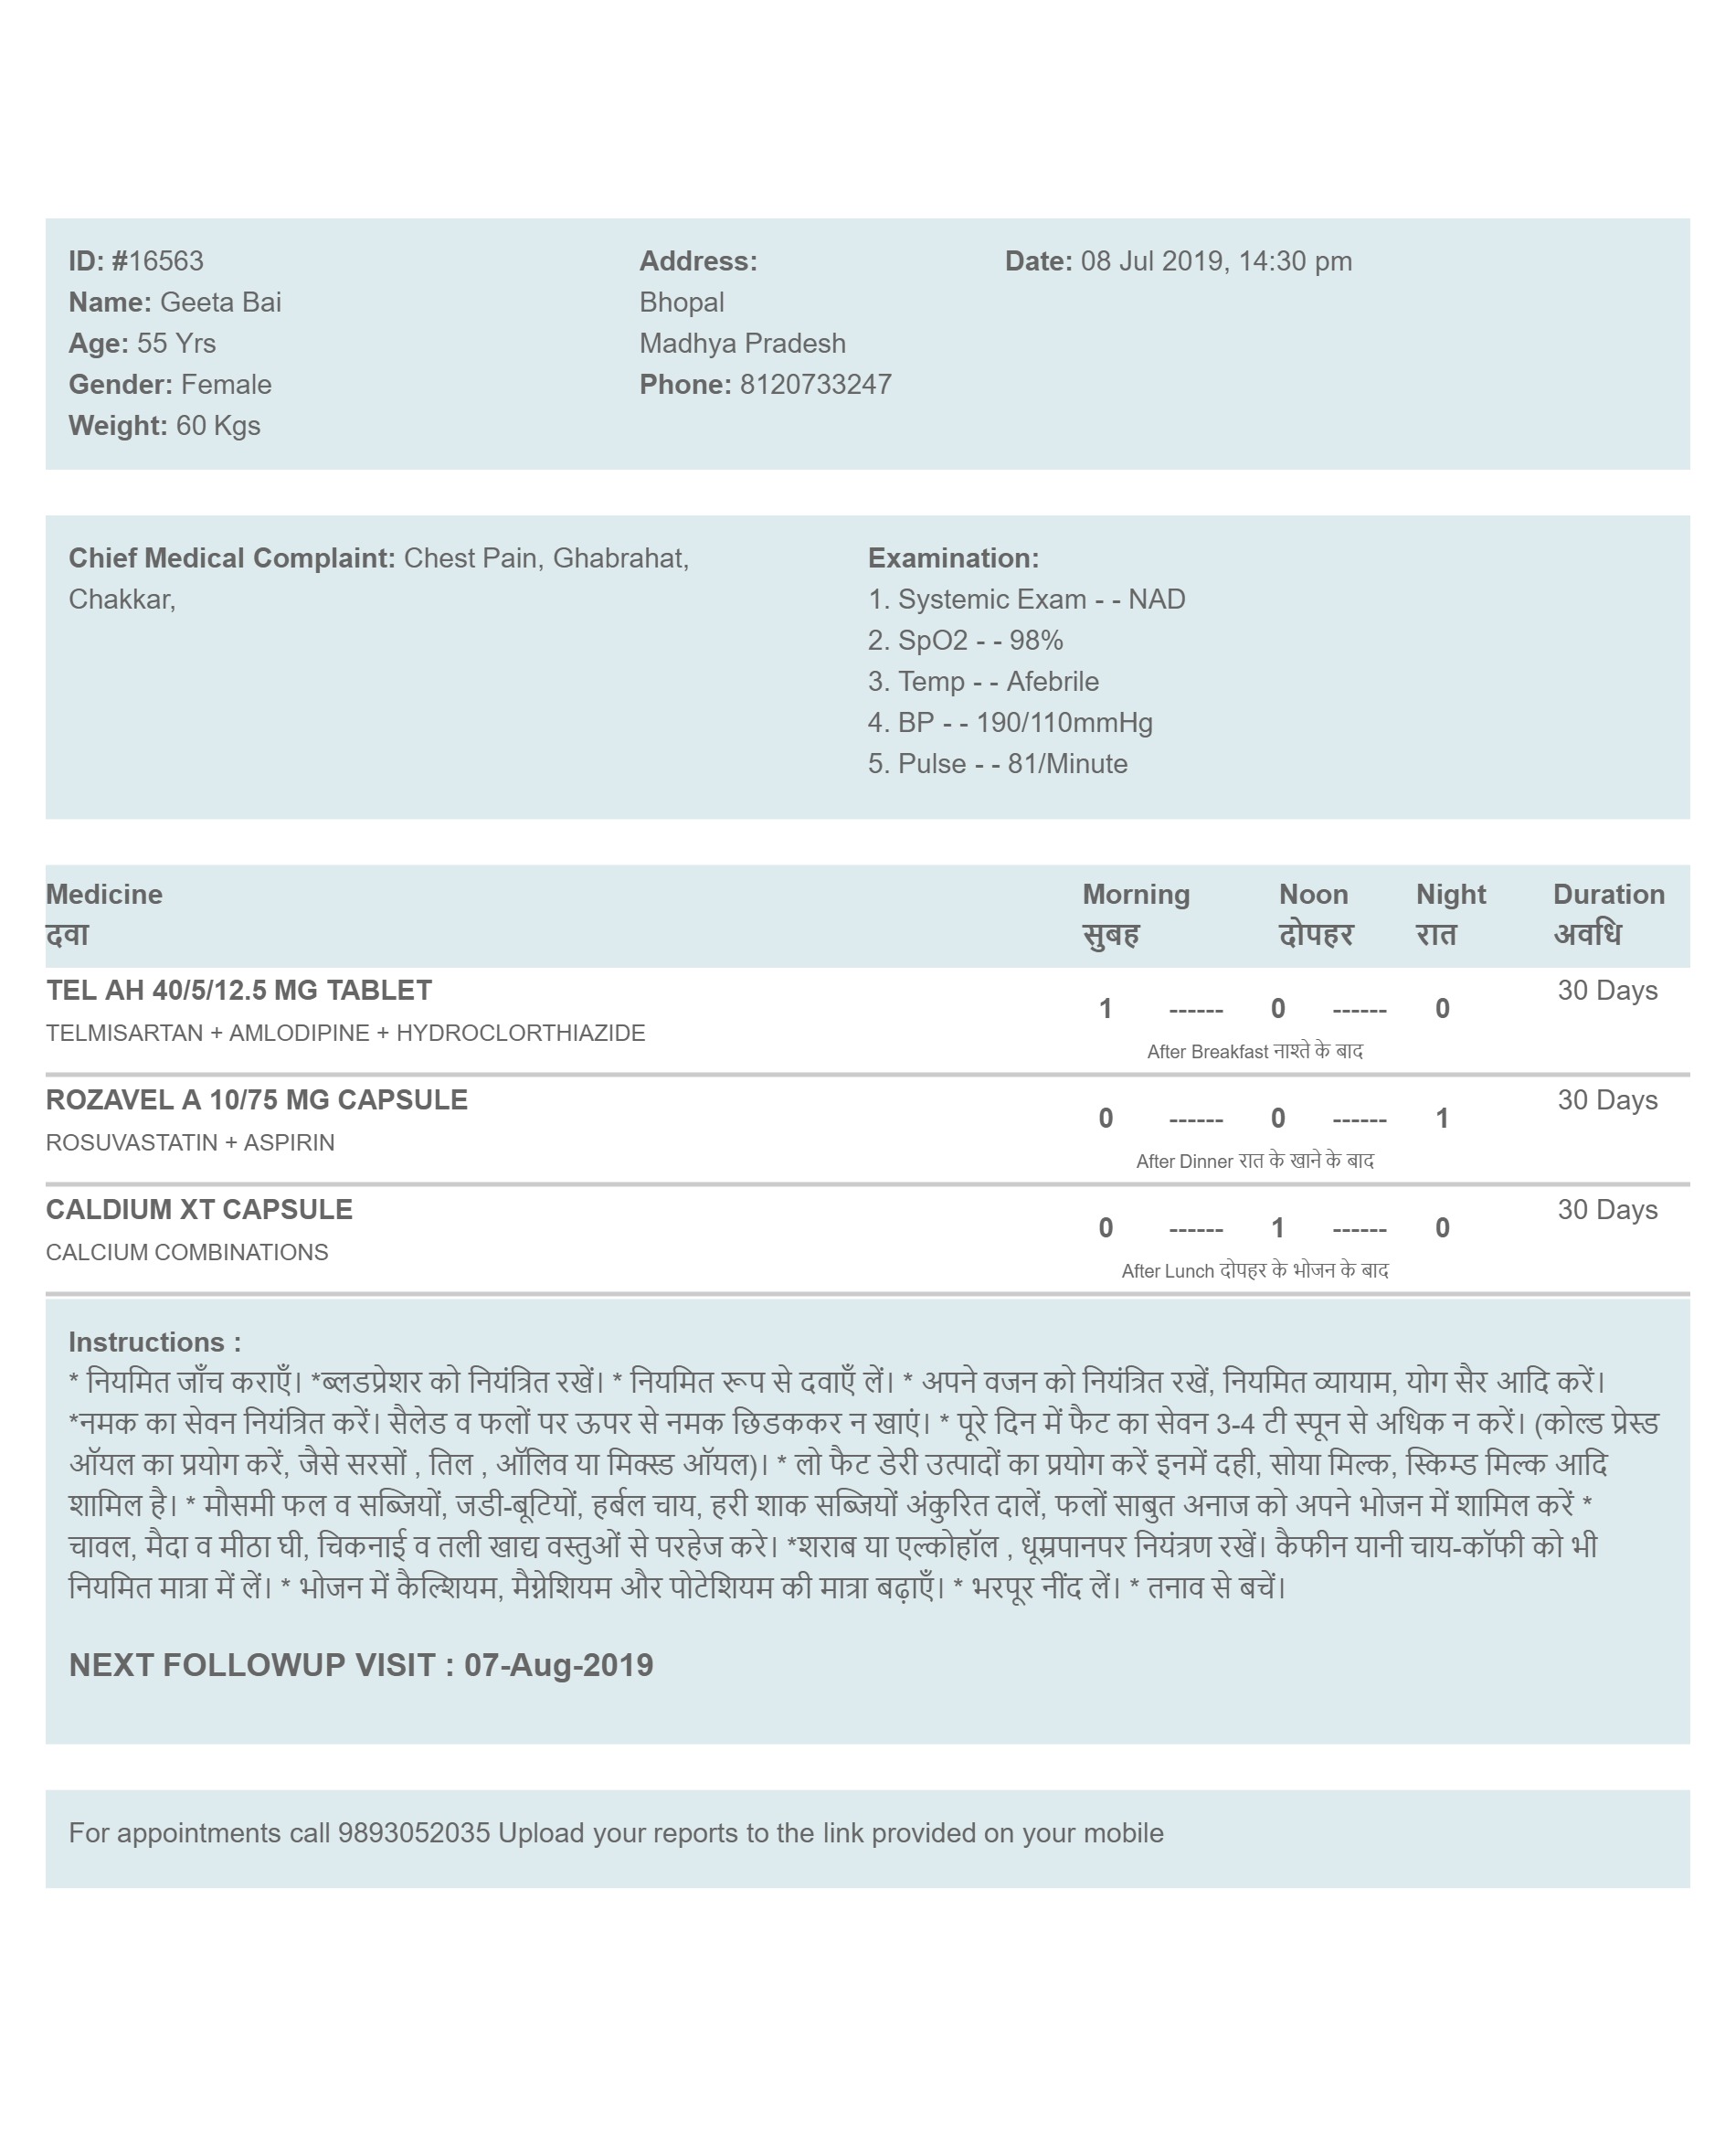 ID: #16563
Name: Geeta Bai
Age: 55 Yrs
Gender: Female
Weight: 60 Kgs
Address:
Bhopal
Madhya Pradesh
Phone: 8120733247
Date: 08 Jul 2019, 14:30 pm
Chief Medical Complaint: Chest Pain, Ghabrahat,
Chakkar,
Examination:
1. Systemic Exam - - NAD
2. SpO2 - - 98%
3. Temp - - Afebrile
4. BP - - 190/110mmHg
5. Pulse - - 81/Minute
Medicine Morning Noon Night Duration
दवा सुबह दोपहर रात अवधि
TEL AH 40/5/12.5 MG TABLET 1 ------ 0 ------ 0 30 Days
TELMISARTAN + AMLODIPINE + HYDROCLORTHIAZIDE
After Breakfast नाश्ते के बाद
ROZAVEL A 10/75 MG CAPSULE 0 ------ 0 ------ 1 30 Days
ROSUVASTATIN + ASPIRIN
After Dinner रात के खाने के बाद
CALDIUM XT CAPSULE 0 ------ 1 ------ 0 30 Days
CALCIUM COMBINATIONS
After Lunch दोपहर के भोजन के बाद
Instructions :
* नियमित जाँच कराएँ। *ब्लडप्रेशर को नियंत्रित रखें। * नियमित रूप से दवाएँ लें। * अपने वजन को नियंत्रित रखें, नियमित व्यायाम, योग सैर आदि करें।
*नमक का सेवन नियंत्रित करें। सैलेड व फलों पर ऊपर से नमक छिडककर न खाएं। * पूरे दिन में फैट का सेवन 3-4 टी स्पून से अधिक न करें। (कोल्ड प्रेस्ड
ऑयल का प्रयोग करें, जैसे सरसों , तिल , ऑलिव या मिक्स्ड ऑयल)। * लो फैट डेरी उत्पादों का प्रयोग करें इनमें दही, सोया मिल्क, स्किम्ड मिल्क आदि
शामिल है। * मौसमी फल व सब्जियों, जडी-बूटियों, हर्बल चाय, हरी शाक सब्जियों अंकुरित दालें, फलों साबुत अनाज को अपने भोजन में शामिल करें *
चावल, मैदा व मीठा घी, चिकनाई व तली खाद्य वस्तुओं से परहेज करे। *शराब या एल्कोहॉल , धूम्रपानपर नियंत्रण रखें। कैफीन यानी चाय-कॉफी को भी
नियमित मात्रा में लें। * भोजन में कैल्शियम, मैग्नेशियम और पोटेशियम की मात्रा बढ़ाएँ। * भरपूर नींद लें। * तनाव से बचें।
NEXT FOLLOWUP VISIT : 07-Aug-2019
For appointments call 9893052035 Upload your reports to the link provided on your mobile